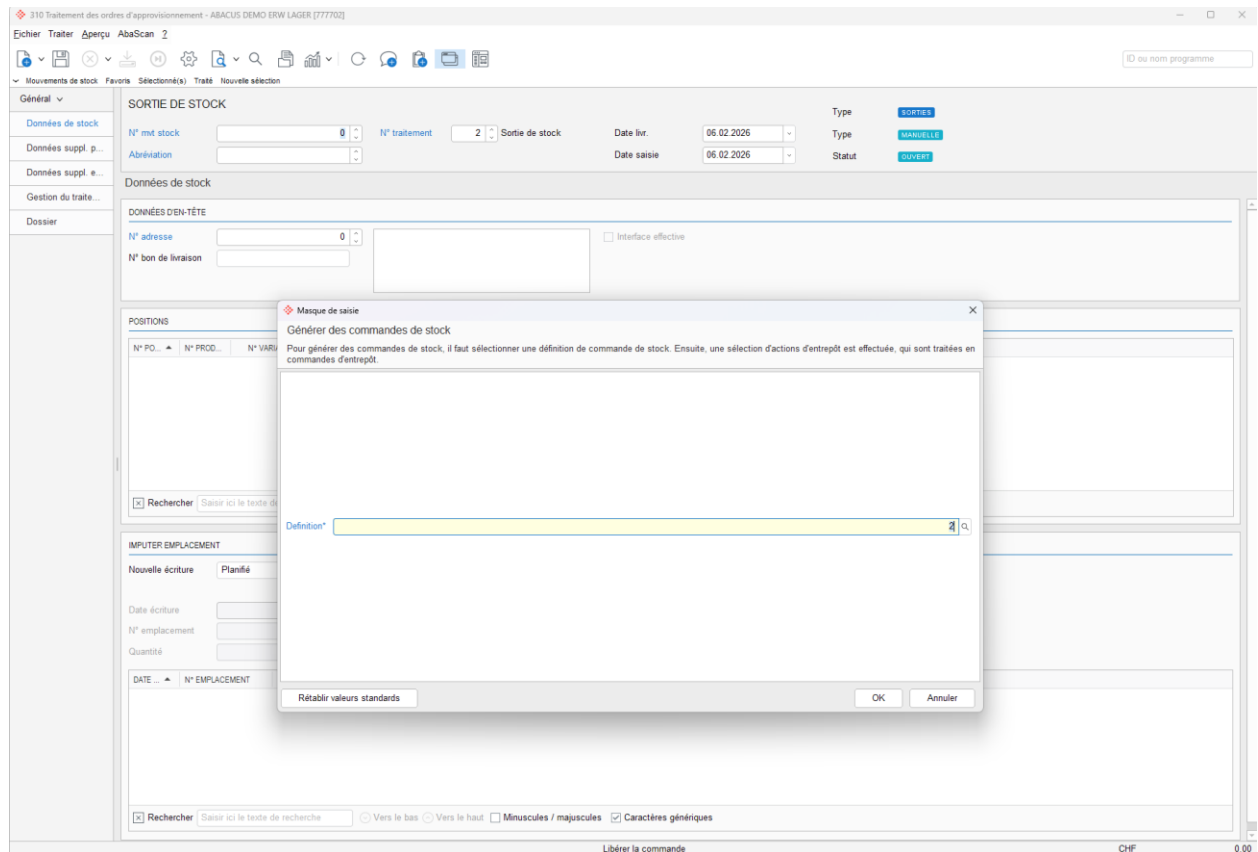 310 Traitement des ordres d'approvisionnement - ABACUS DEMO ERW LAGER [777702]
Eichier Traiter Aperçu AbaScan ?
ID ou nom programme
Mouvements de stock Favoris Sélectionné(s) Traité Nouvelle sélection
Général
Données de stock
Données suppl. p...
Données suppl. e...
Gestion du traite...
Dossier
SORTIE DE STOCK
N° mvt stock 0 N° traitement 2 Sortie de stock Date livr. 06.02.2026
Abréviation Date saisie 06.02.2026
Type SORTIES
Type MANUELLE
Statut OUVERT
Données de stock
DONNÉES D'EN-TÊTE
N° adresse 0 Interface effective
N° bon de livraison
POSITIONS
N° PO... N° PROD... N° VARI
Rechercher Saisir ici le texte de
IMPUTER EMPLACEMENT
Nouvelle écriture Planifié
Date écriture
N° emplacement
Quantité
DATE ... N° EMPLACEMENT
Masque de saisie
Générer des commandes de stock
Pour générer des commandes de stock, il faut sélectionner une définition de commande de stock. Ensuite, une sélection d'actions d'entrepôt est effectuée, qui sont traitées en
commandes d'entrepôt.
Definition* 2
Rétablir valeurs standards OK Annuler
Rechercher Saisir ici le texte de recherche Vers le bas Vers le haut Minuscules / majuscules Caractères génériques
Libérer la commande CHF 0.00